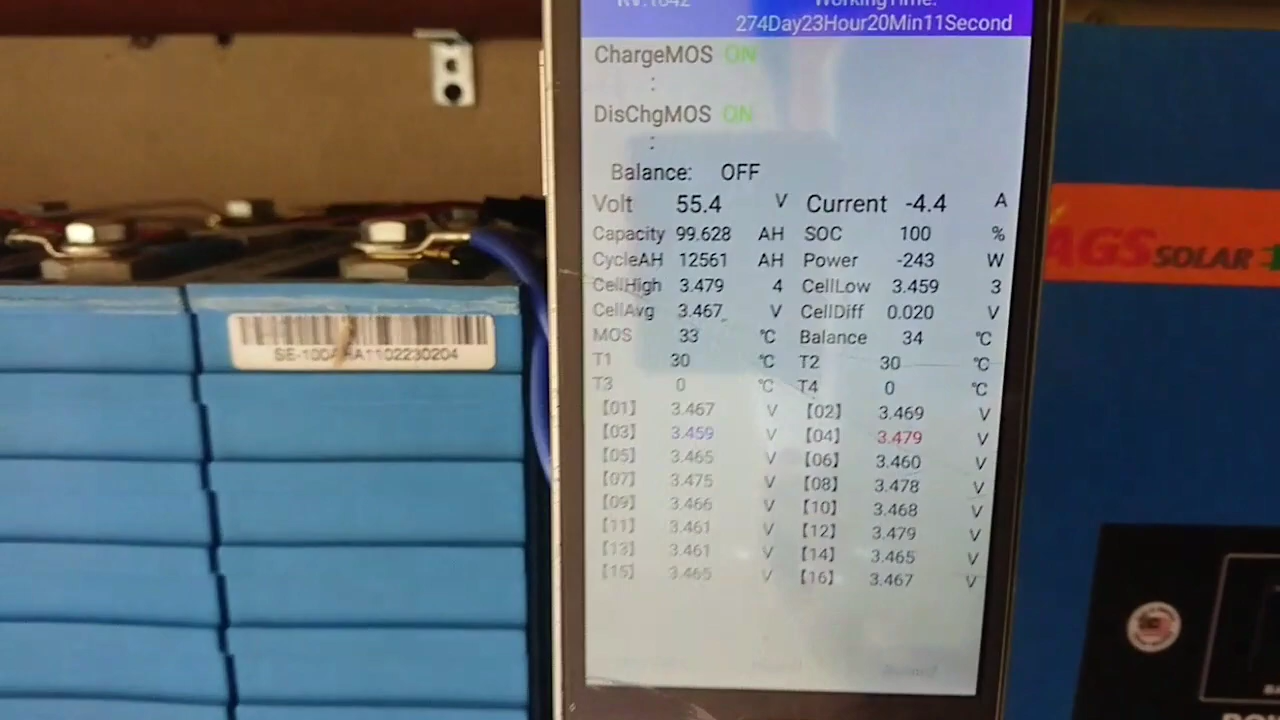 WorkingTime:
274Day23Hour20Min11Second
ChargeMOS ON
:
DisChgMOS ON
:
Balance: OFF
Volt 55.4 V Current -4.4 A
Capacity 99.628 AH SOC 100 %
CycleAH 12561 AH Power -243 W
CellHigh 3.479 4 CellLow 3.459 3
CellAvg 3.467 V CellDiff 0.020 V
MOS 33 °C Balance 34 °C
T1 30 °C T2 30 °C
T3 0 °C T4 0 °C
【01】 3.467 V 【02】 3.469 V
【03】 3.459 V 【04】 3.479 V
【05】 3.465 V 【06】 3.460 V
【07】 3.475 V 【08】 3.478 V
【09】 3.466 V 【10】 3.468 V
【11】 3.461 V 【12】 3.479 V
【13】 3.461 V 【14】 3.465 V
【15】 3.465 V 【16】 3.467 V
AGS SOLAR